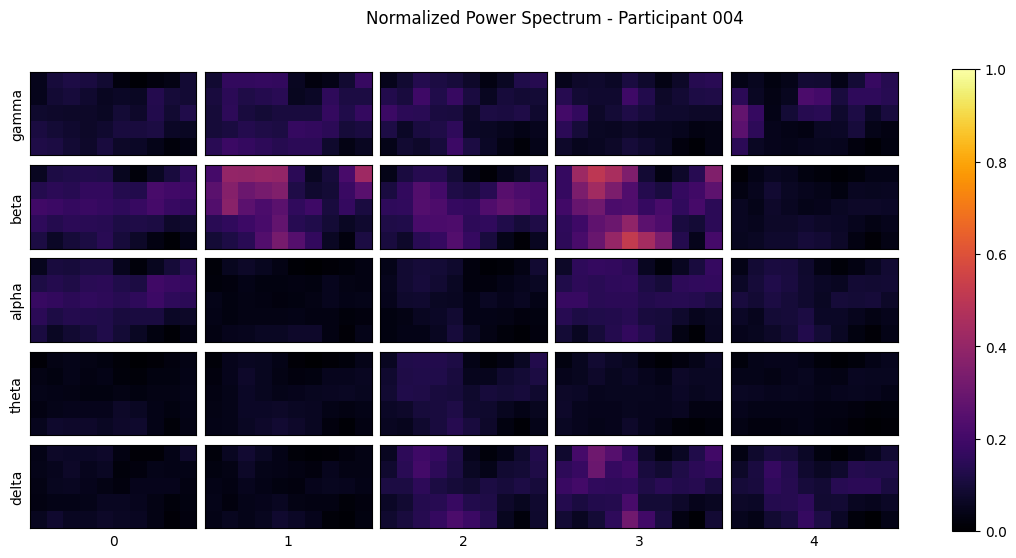 Normalized Power Spectrum - Participant 004
gamma
beta
alpha
theta
delta
0 1 2 3 4
1.0
0.8
0.6
0.4
0.2
0.0